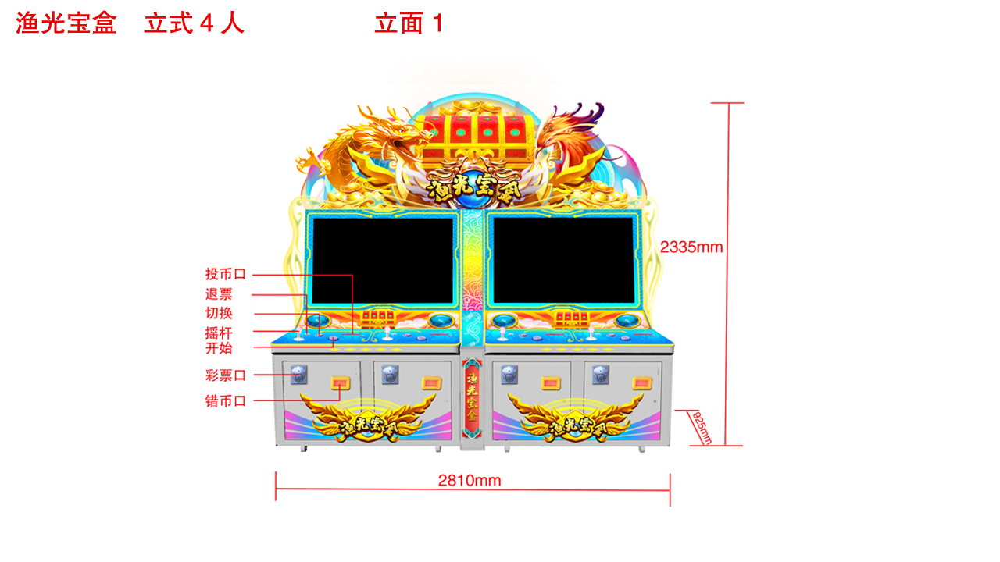 渔光宝盒 立式4人 立面1
渔光宝盒
2335mm
投币口
退票
切换
摇杆
开始
彩票口
错币口
渔光宝盒
渔光宝盒
渔光宝盒
925mm
2810mm